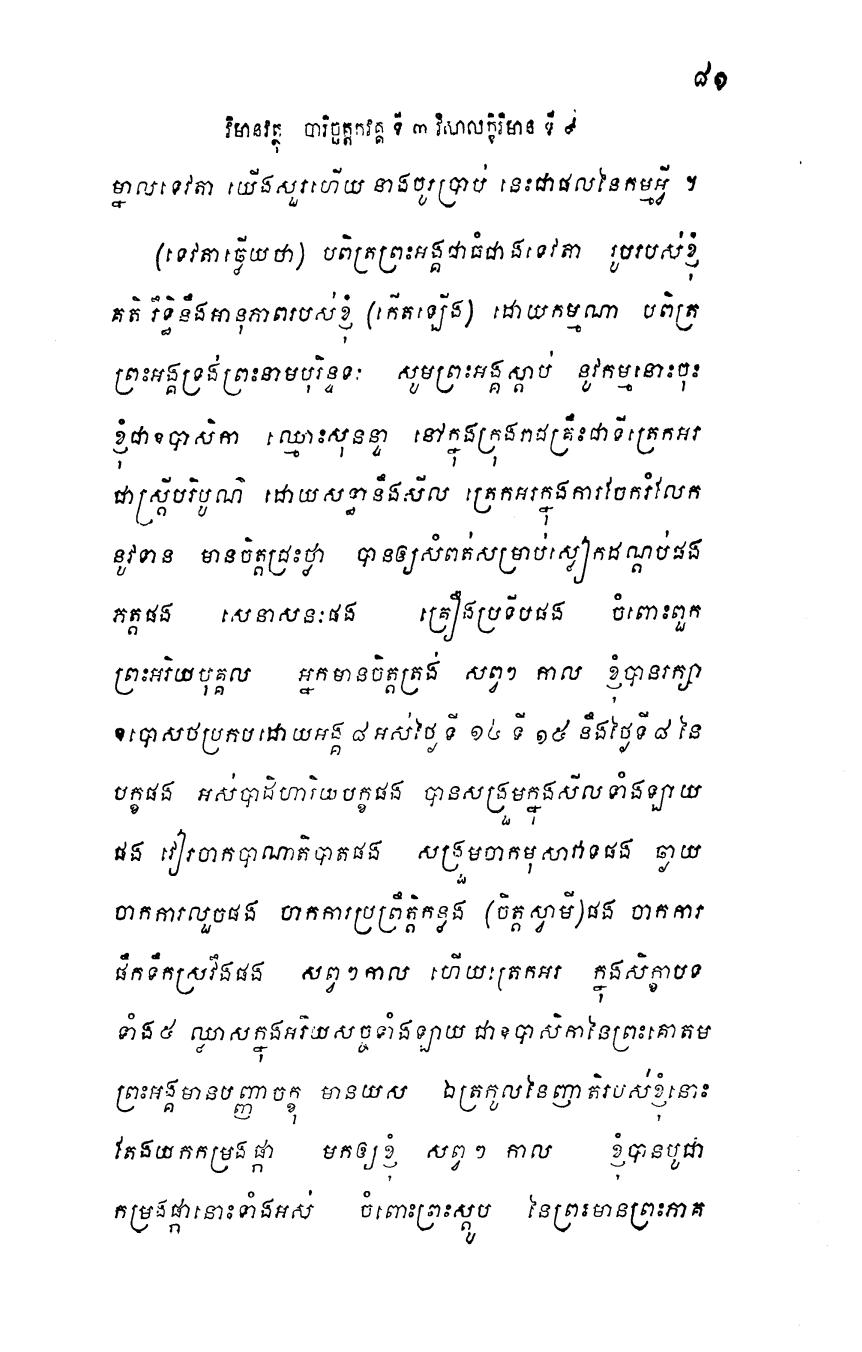 ៨១
វិមានវត្ថុ បារិច្ឆត្តកវគ្គ ទី ៣ វិសាលក្ខិវិមាន ទី ៩
ម្នាលទេវតា យើងសួរហើយ នាងចូរប្រាប់ នេះជាផលនៃកម្មអ្វី ។
(ទេវតាឆ្លើយថា) បពិត្រព្រះអង្គជាធំជាងទេវតា រូបរបស់ខ្ញុំ
គតិ ឫទ្ធិនឹងអានុភាពរបស់ខ្ញុំ (កើតឡើង) ដោយកម្មណា បពិត្រ
ព្រះអង្គទ្រង់ព្រះនាមបុរិន្ទទៈ សូមព្រះអង្គស្តាប់ នូវកម្មនោះចុះ
ខ្ញុំជាឧបាសិកា ឈ្មោះសុនន្ទា នៅក្នុងក្រុងរាជគ្រឹះជាទីត្រេកអរ
ជាស្ត្រីបរិបូណ៌ ដោយសទ្ធានឹងសីល ត្រេកអរក្នុងការចែករំលែក
នូវទាន មានចិត្តជ្រះថ្លា បានឲ្យសំពត់សម្រាប់ស្លៀកដណ្តប់ផង
ភត្តផង សេនាសនៈផង គ្រឿងប្រទីបផង ចំពោះពួក
ព្រះអរិយបុគ្គល អ្នកមានចិត្តត្រង់ សព្វៗ កាល ខ្ញុំបានរក្សា
ឧបោសថប្រកបដោយអង្គ ៨ អស់ថ្ងៃ ទី ១៤ ទី ១៥ នឹងថ្ងៃទី ៨ នៃ
បក្ខផង អស់បាដិហារិយបក្ខផង បានសង្រួមក្នុងសីលទាំងឡាយ
ផង វៀរចាកបាណាតិបាតផង សង្រួមចាកមុសាវាទផង ឆ្ងាយ
ចាកការលួចផង ចាកការប្រព្រឹត្តិកន្លង (ចិត្តស្វាមី)ផង ចាកការ
ផឹកទឹកស្រវឹងផង សព្វៗកាល ហើយត្រេកអរ ក្នុងសិក្ខាបទ
ទាំង៥ ឈ្លាសក្នុងអរិយសច្ចទាំងឡាយ ជាឧបាសិកានៃព្រះគោតម
ព្រះអង្គមានបញ្ញាចក្ខុ មានយស ឯត្រកូលនៃញាតិរបស់ខ្ញុំនោះ
តែងយកកម្រងផ្កា មកឲ្យខ្ញុំ សព្វៗ កាល ខ្ញុំបានបូជា
កម្រងផ្កានោះទាំងអស់ ចំពោះព្រះស្តូប នៃព្រះមានព្រះភាគ